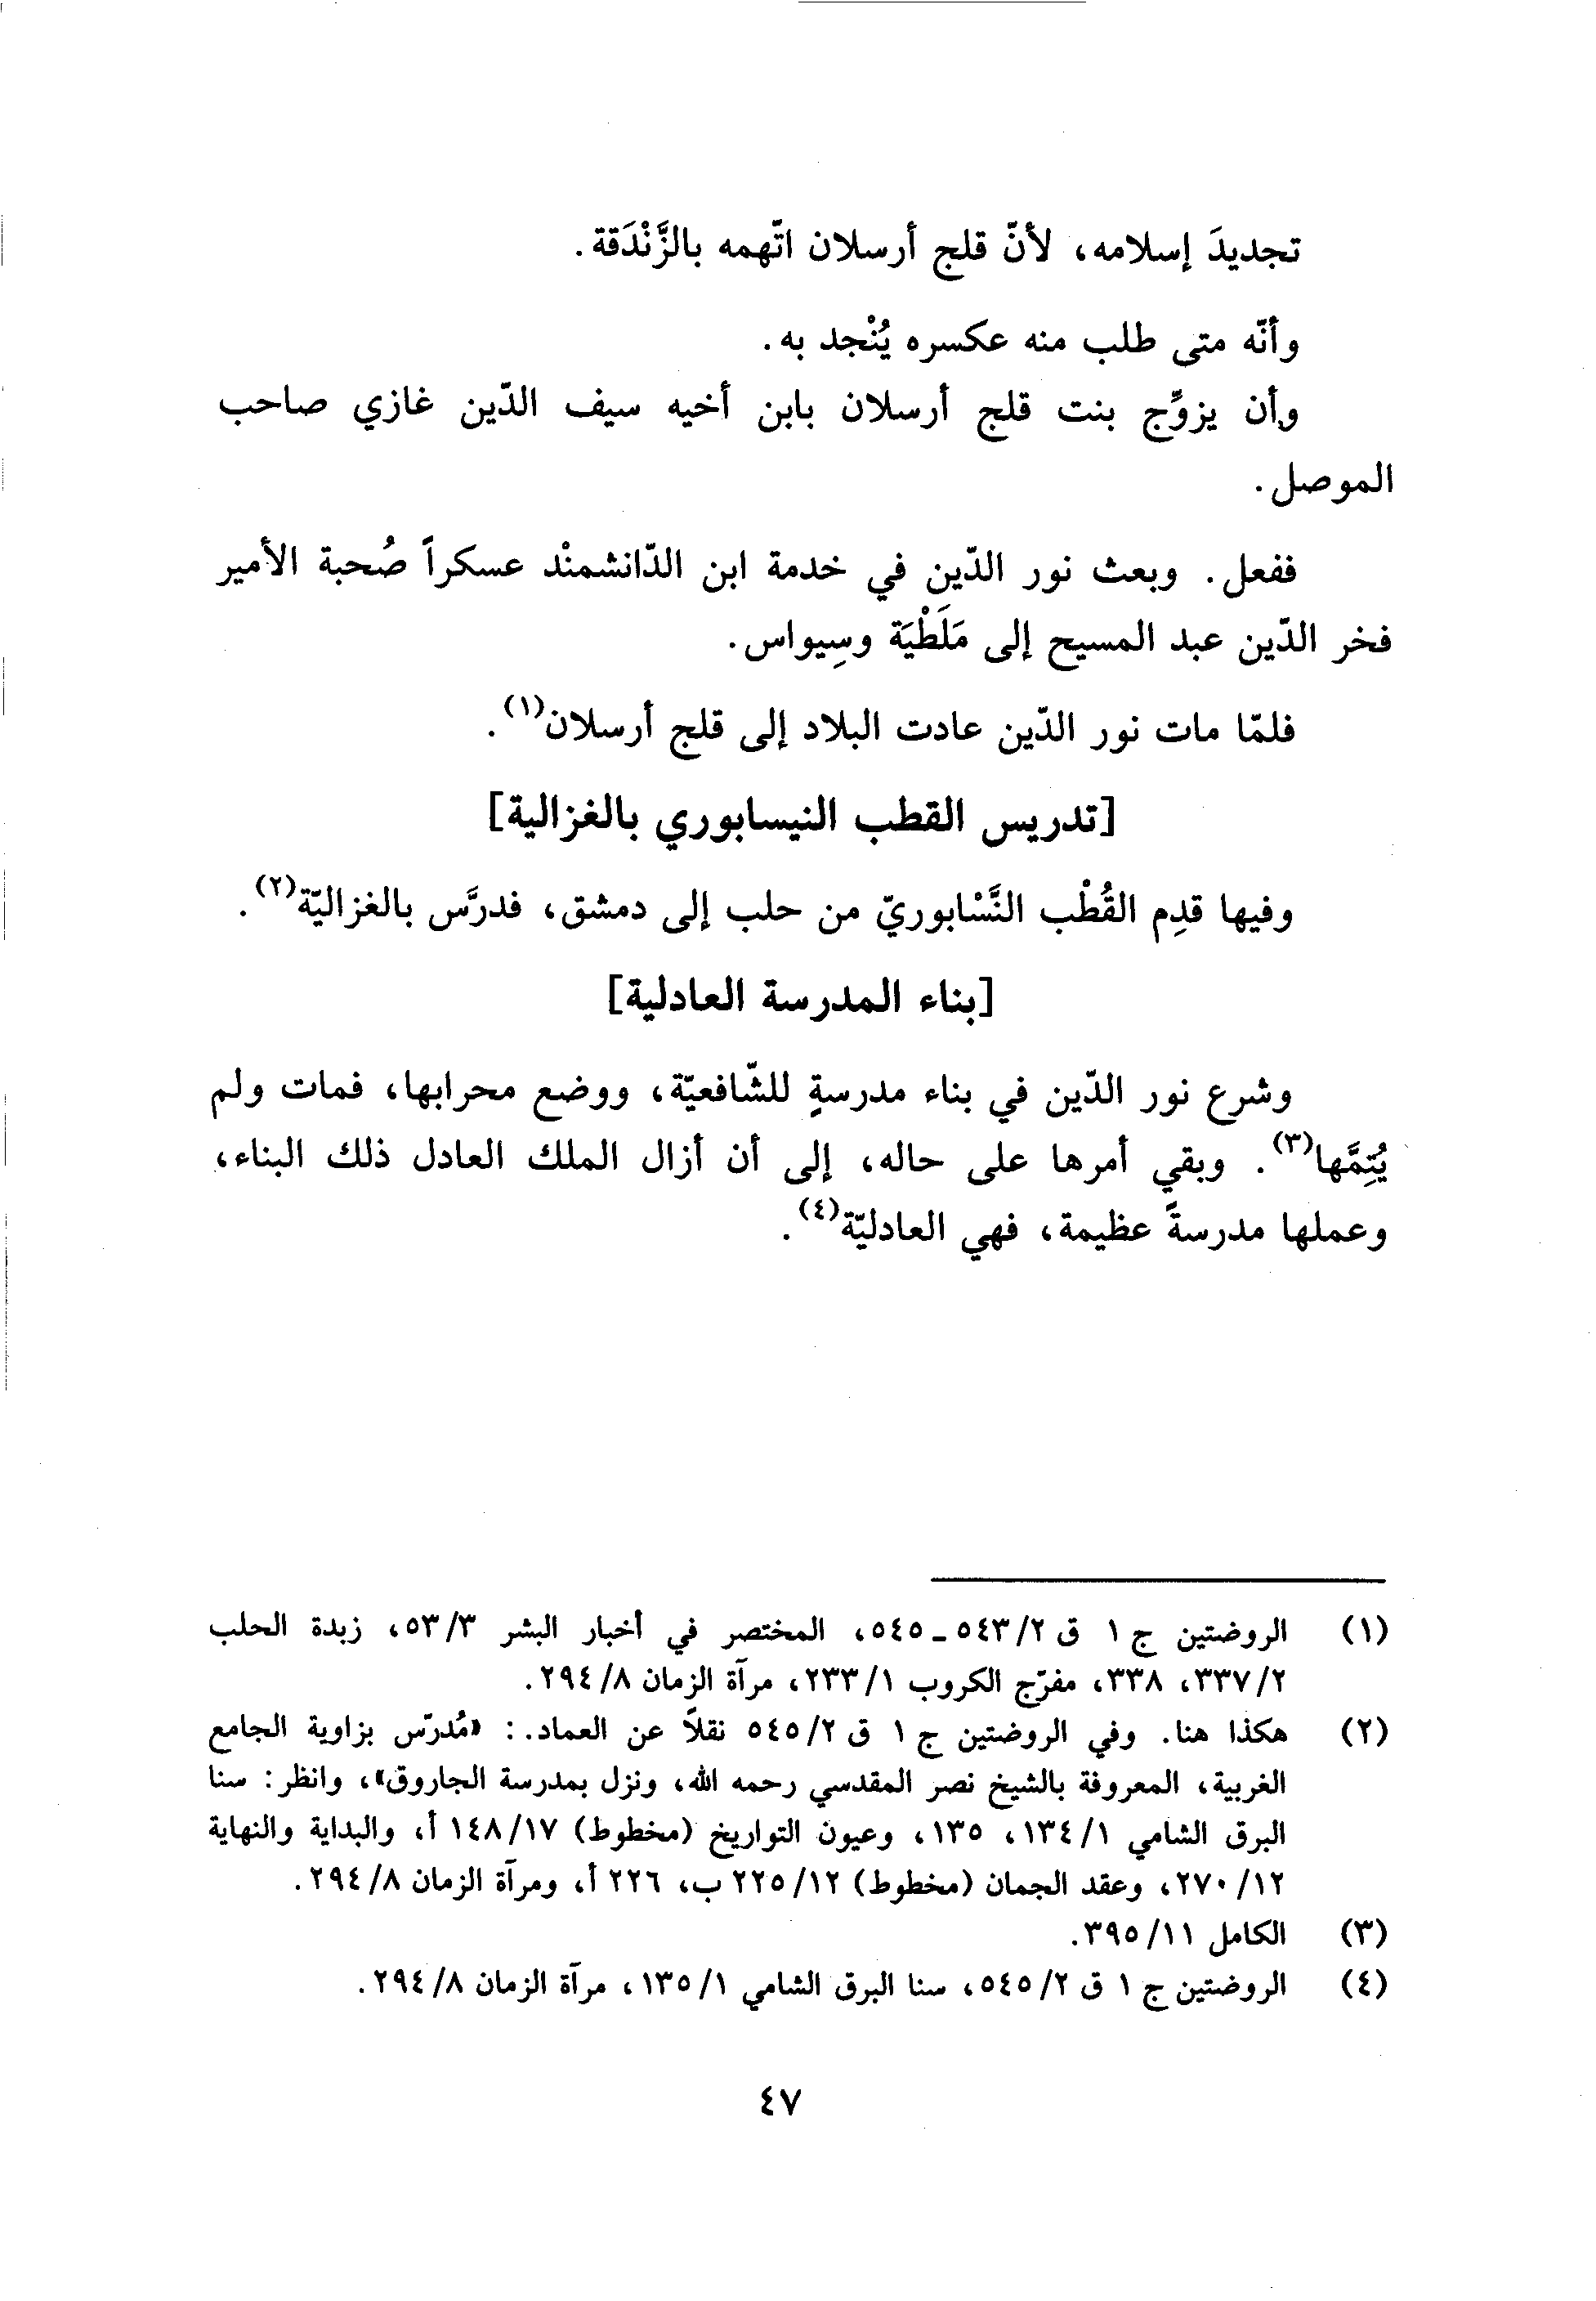 تجديدَ إسلامه، لأنّ قلج أرسلان اتّهمه بالزَّنْدَقة.
وأنّه متى طلب منه عكسره يُنْجد به.
وأن يزوِّج بنت قلج أرسلان بابن أخيه سيف الدّين غازي صاحب
الموصل.
ففعل. وبعث نور الدّين في خدمة ابن الدّانشمنْد عسكراً صُحبة الأمير
فخر الدّين عبد المسيح إلى مَلَطْيَة وسِيواس.
فلمّا مات نور الدّين عادت البلاد إلى قلج أرسلان(١).
[تدريس القطب النيسابوري بالغزالية]
وفيها قدِم القُطْب النَّسْابوريّ من حلب إلى دمشق، فدرَّس بالغزاليّة(٢).
[بناء المدرسة العادلية]
وشرع نور الدّين في بناء مدرسةٍ للشّافعيّة، ووضع محرابها، فمات ولم
يُتِمَّها(٣). وبقي أمرها على حاله، إلى أن أزال الملك العادل ذلك البناء،
وعملها مدرسةً عظيمة، فهي العادليّة(٤).
(١) الروضتين ج ١ ق ٢/٥٤٣ ـ ٥٤٥، المختصر في أخبار البشر ٣/٥٣، زبدة الحلب
٢/٣٣٧، ٣٣٨، مفرّج الكروب ١/٢٣٣، مرآة الزمان ٨/٢٩٤.
(٢) هكذا هنا. وفي الروضتين ج ١ ق ٢/٥٤٥ نقلاً عن العماد.: «مُدرّس بزاوية الجامع
الغربية، المعروفة بالشيخ نصر المقدسي رحمه الله، ونزل بمدرسة الجاروق»، وانظر: سنا
البرق الشامي ١/١٣٤، ١٣٥، وعيون التواريخ (مخطوط) ١٧/١٤٨ أ، والبداية والنهاية
١٢/٢٧٠، وعقد الجمان (مخطوط) ١٢/٢٢٥ ب، ٢٢٦ أ، ومرآة الزمان ٨/٢٩٤.
(٣) الكامل ١١/٣٩٥.
(٤) الروضتين ج ١ ق ٢/٥٤٥، سنا البرق الشامي ١/١٣٥، مرآة الزمان ٨/٢٩٤.
٤٧